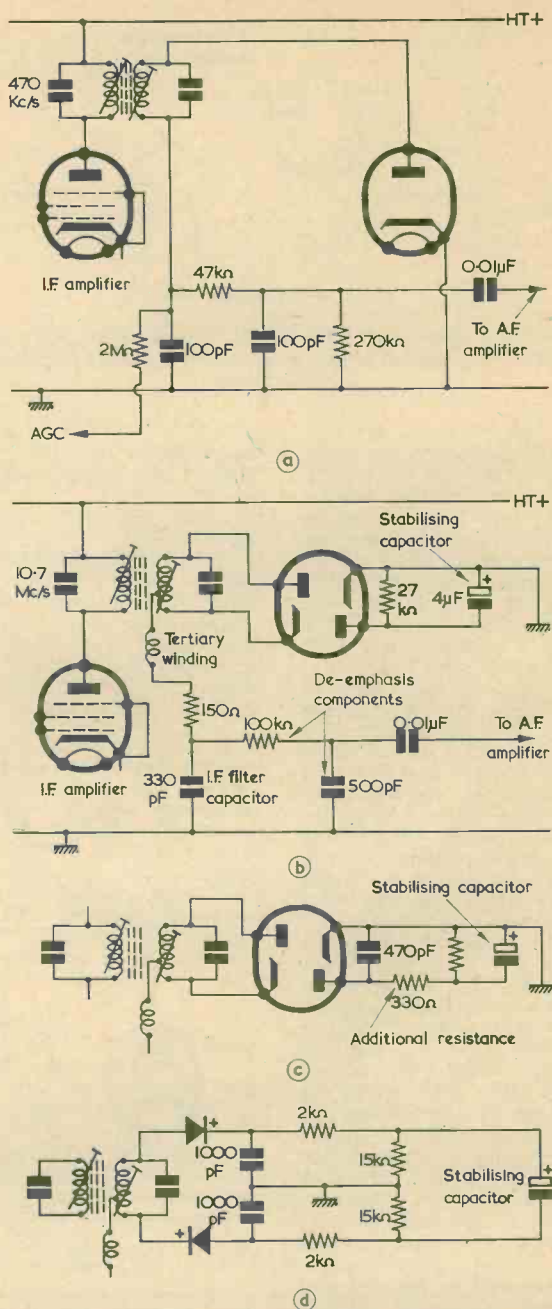 HT+
470
Kc/s
I.F. amplifier
47kΩ
0·01μF
To A.F.
amplifier
2MΩ
100pF
100pF
270kΩ
AGC
a
HT+
Stabilising
capacitor
10·7
Mc/s
27
kΩ
4μF
Tertiary
winding
De-emphasis
components
150Ω
100kΩ
0·01μF
To A.F.
amplifier
I.F. amplifier
330
pF
I.F. filter
capacitor
500pF
b
Stabilising capacitor
470pF
330Ω
Additional resistance
c
2kΩ
1000
pF
15kΩ
Stabilising
capacitor
1000
pF
15kΩ
2kΩ
d